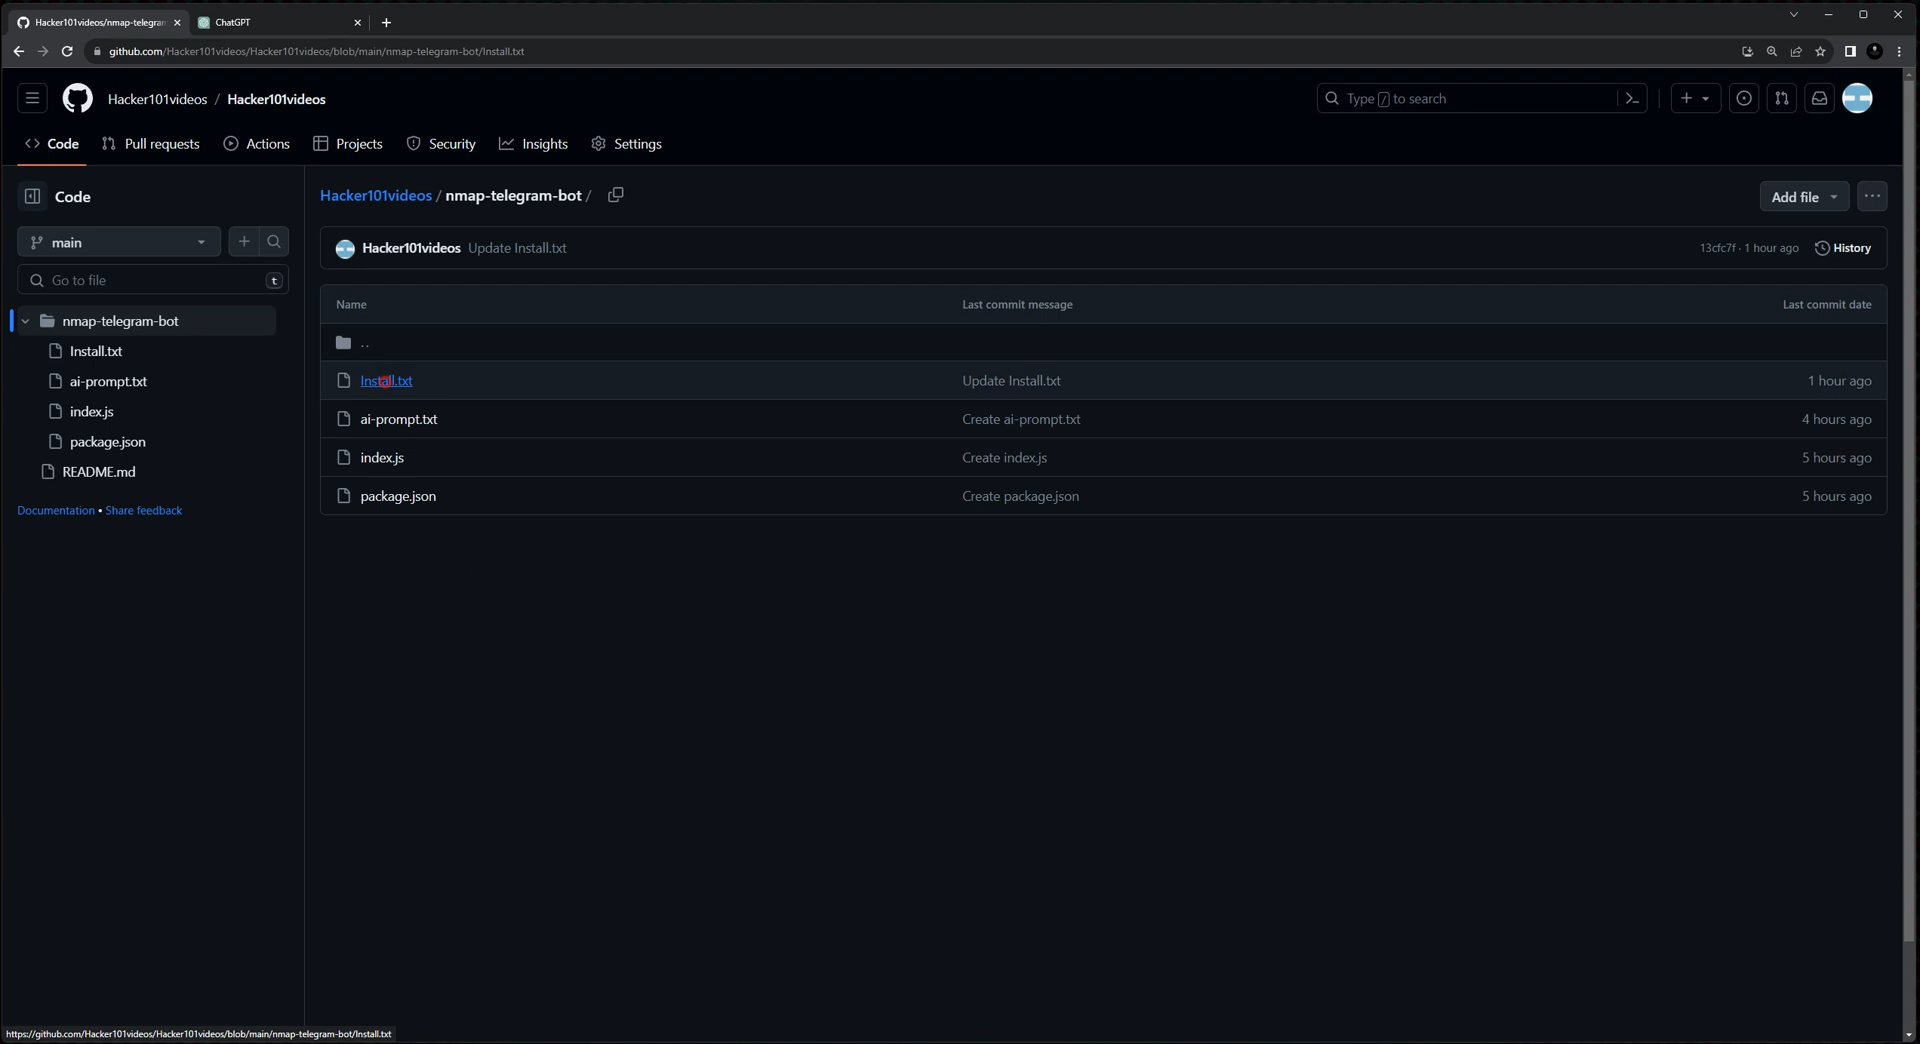 Hacker101videos/nmap-telegram
ChatGPT
github.com/Hacker101videos/Hacker101videos/blob/main/nmap-telegram-bot/Install.txt
Hacker101videos / Hacker101videos
Type / to search
Code
Pull requests
Actions
Projects
Security
Insights
Settings
Code
main
Go to file
t
nmap-telegram-bot
Install.txt
ai-prompt.txt
index.js
package.json
README.md
Documentation • Share feedback
Hacker101videos / nmap-telegram-bot /
Add file
Hacker101videos Update Install.txt
13cfc7f · 1 hour ago
History
Name Last commit message Last commit date
..
Install.txt Update Install.txt 1 hour ago
ai-prompt.txt Create ai-prompt.txt 4 hours ago
index.js Create index.js 5 hours ago
package.json Create package.json 5 hours ago
https://github.com/Hacker101videos/Hacker101videos/blob/main/nmap-telegram-bot/Install.txt